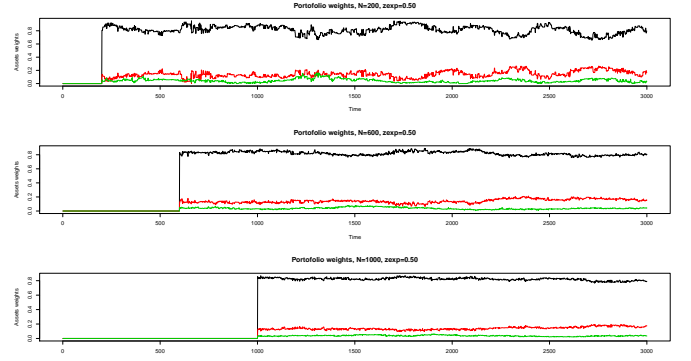 Portofolio weights, N=200, zexp=0.50
Assets weights
0.0 0.2 0.4 0.6 0.8
0 500 1000 1500 2000 2500 3000
Time
Portofolio weights, N=600, zexp=0.50
Assets weights
0.0 0.2 0.4 0.6 0.8
0 500 1000 1500 2000 2500 3000
Time
Portofolio weights, N=1000, zexp=0.50
Assets weights
0.0 0.2 0.4 0.6 0.8
0 500 1000 1500 2000 2500 3000